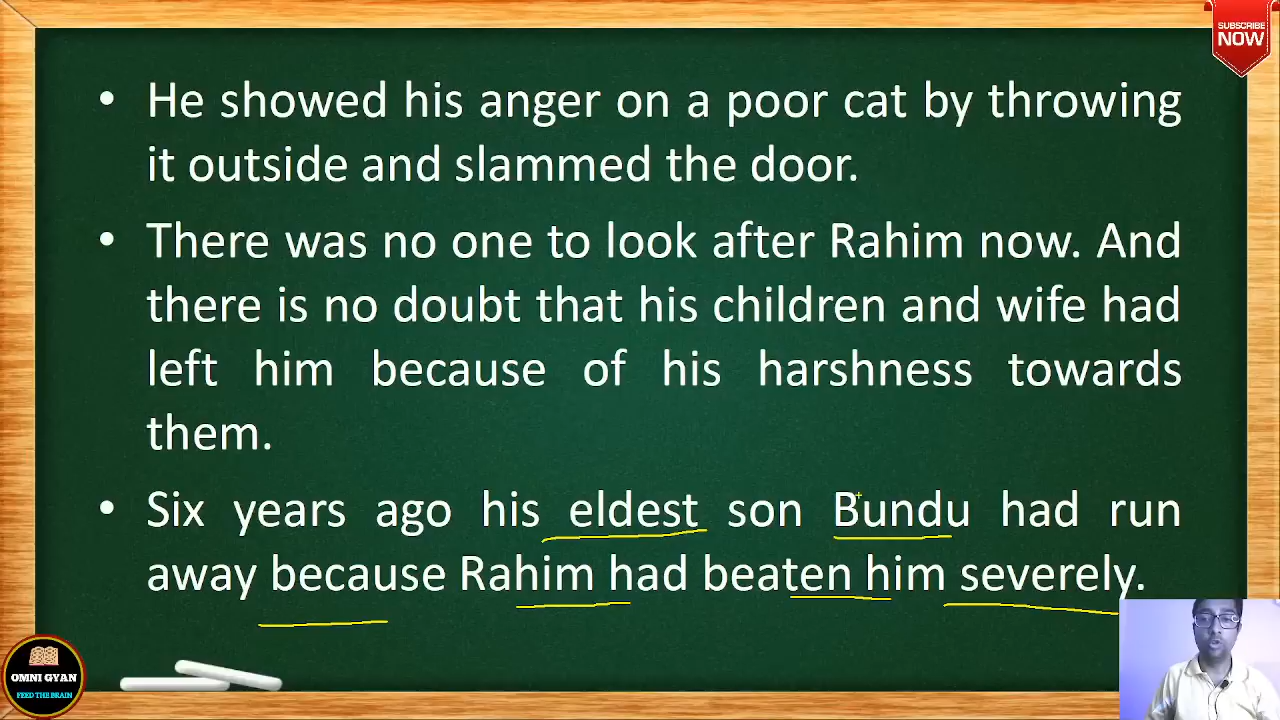 SUBSCRIBE
NOW
• He showed his anger on a poor cat by throwing
it outside and slammed the door.
• There was no one to look after Rahim now. And
there is no doubt that his children and wife had
left him because of his harshness towards
them.
• Six years ago his eldest son Bundu had run
away because Rahim had beaten him severely.
OMNI GYAN
FEED THE BRAIN